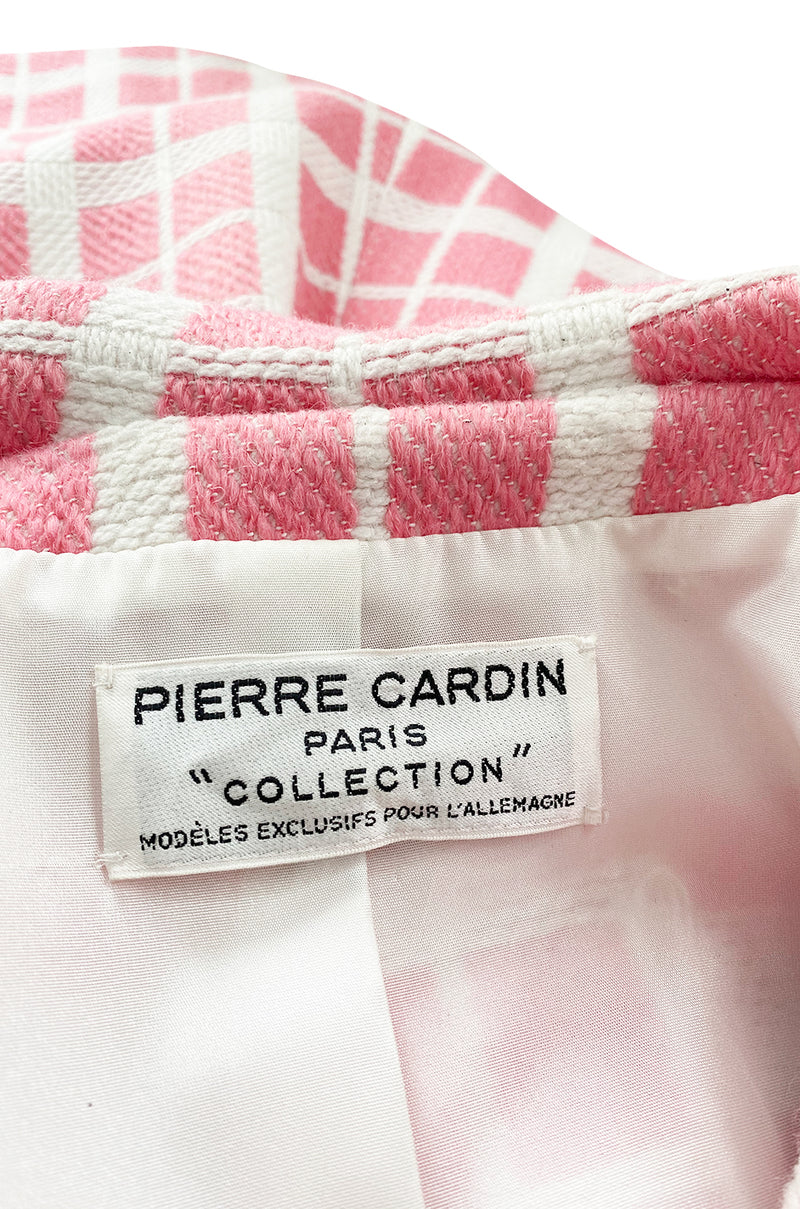 PIERRE CARDIN
PARIS
"COLLECTION"
MODÈLES EXCLUSIFS POUR L'ALLEMAGNE